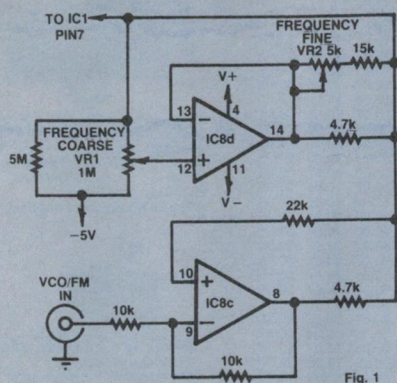 TO IC1
PIN7
FREQUENCY
FINE
VR2 5k
15k
V+
13
4
IC8d
14
4.7k
FREQUENCY
COARSE
VR1
1M
5M
12
11
V-
-5V
22k
10
IC8c
8
4.7k
9
VCO/FM
IN
10k
10k
Fig. 1